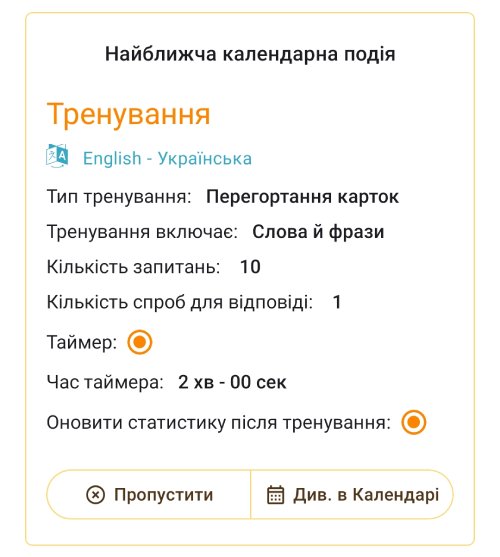 Найближча календарна подія
Тренування
English - Українська
Тип тренування: Перегортання карток
Тренування включає: Слова й фрази
Кількість запитань: 10
Кількість спроб для відповіді: 1
Таймер:
Час таймера: 2 хв - 00 сек
Оновити статистику після тренування:
Пропустити
Див. в Календарі